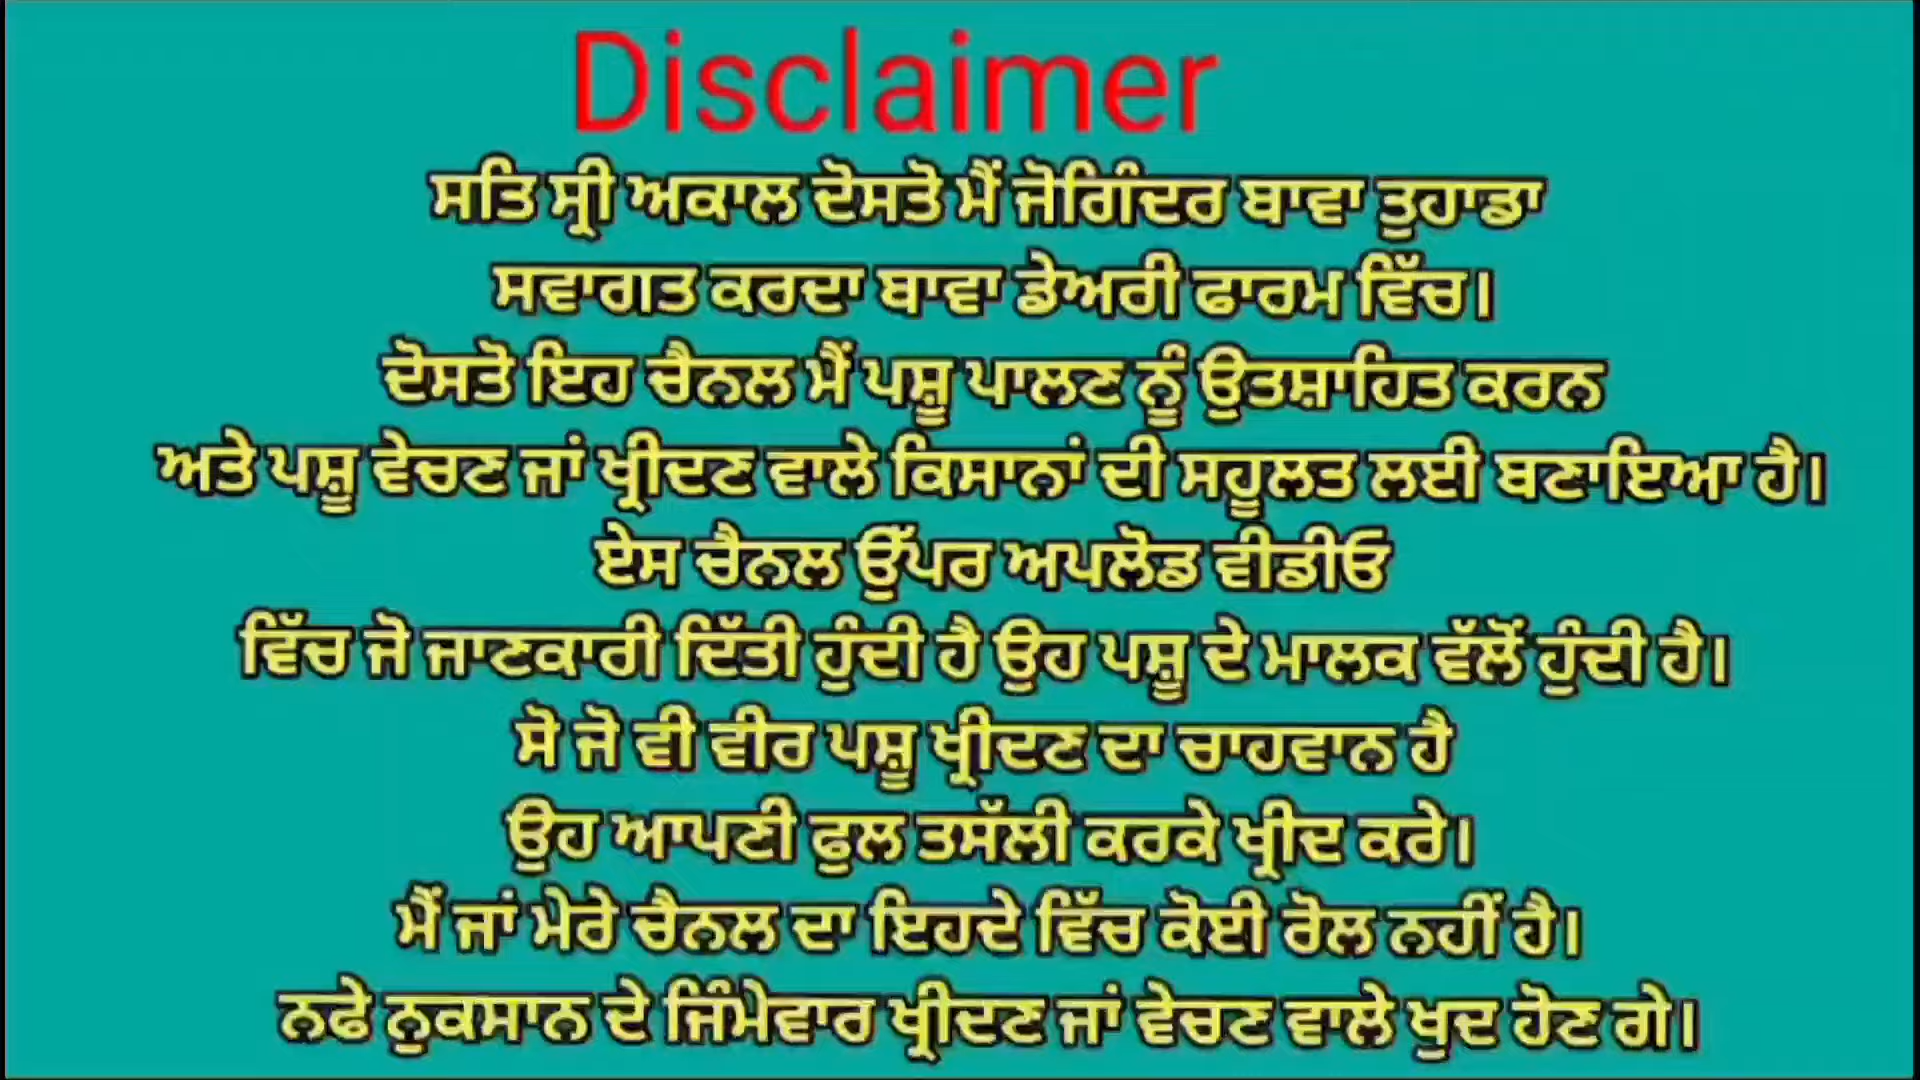 Disclaimer
ਸਤਿ ਸ੍ਰੀ ਅਕਾਲ ਦੋਸਤੋ ਮੈਂ ਜੋਗਿੰਦਰ ਬਾਵਾ ਤੁਹਾਡਾ
ਸਵਾਗਤ ਕਰਦਾ ਬਾਵਾ ਡੇਅਰੀ ਫਾਰਮ ਵਿੱਚ।
ਦੋਸਤੋ ਇਹ ਚੈਨਲ ਮੈਂ ਪਸ਼ੂ ਪਾਲਣ ਨੂੰ ਉਤਸ਼ਾਹਿਤ ਕਰਨ
ਅਤੇ ਪਸ਼ੂ ਵੇਚਣ ਜਾਂ ਖ੍ਰੀਦਣ ਵਾਲੇ ਕਿਸਾਨਾਂ ਦੀ ਸਹੂਲਤ ਲਈ ਬਣਾਇਆ ਹੈ।
ਏਸ ਚੈਨਲ ਉੱਪਰ ਅਪਲੋਡ ਵੀਡੀਓ
ਵਿੱਚ ਜੋ ਜਾਣਕਾਰੀ ਦਿੱਤੀ ਹੁੰਦੀ ਹੈ ਉਹ ਪਸ਼ੂ ਦੇ ਮਾਲਕ ਵੱਲੋਂ ਹੁੰਦੀ ਹੈ।
ਸੋ ਜੋ ਵੀ ਵੀਰ ਪਸ਼ੂ ਖ੍ਰੀਦਣ ਦਾ ਚਾਹਵਾਨ ਹੈ
ਉਹ ਆਪਣੀ ਫੁਲ ਤਸੱਲੀ ਕਰਕੇ ਖ੍ਰੀਦ ਕਰੇ।
ਮੈਂ ਜਾਂ ਮੇਰੇ ਚੈਨਲ ਦਾ ਇਹਦੇ ਵਿੱਚ ਕੋਈ ਰੋਲ ਨਹੀਂ ਹੈ।
ਨਫੇ ਨੁਕਸਾਨ ਦੇ ਜਿੰਮੇਵਾਰ ਖ੍ਰੀਦਣ ਜਾਂ ਵੇਚਣ ਵਾਲੇ ਖੁਦ ਹੋਣ ਗੇ।